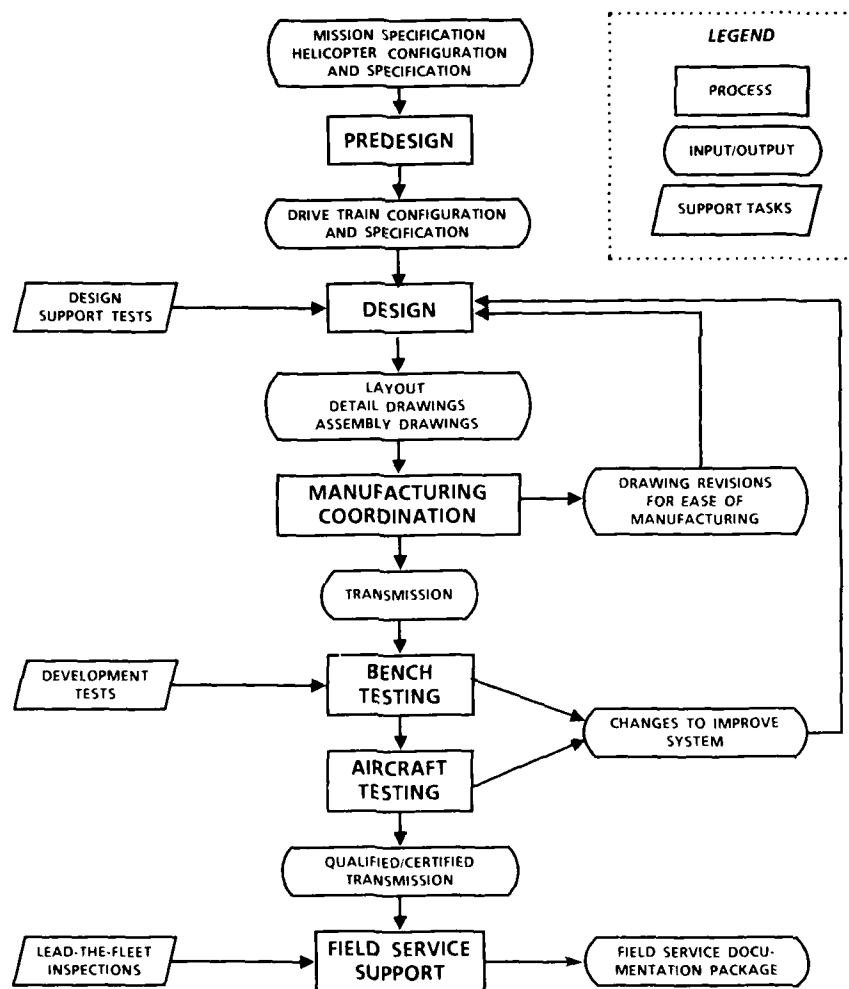 MISSION SPECIFICATION
HELICOPTER CONFIGURATION
AND SPECIFICATION
LEGEND
PROCESS
INPUT/OUTPUT
SUPPORT TASKS
PREDESIGN
DRIVE TRAIN CONFIGURATION
AND SPECIFICATION
DESIGN
SUPPORT TESTS
DESIGN
LAYOUT
DETAIL DRAWINGS
ASSEMBLY DRAWINGS
MANUFACTURING
COORDINATION
DRAWING REVISIONS
FOR EASE OF
MANUFACTURING
TRANSMISSION
DEVELOPMENT
TESTS
BENCH
TESTING
CHANGES TO IMPROVE
SYSTEM
AIRCRAFT
TESTING
QUALIFIED/CERTIFIED
TRANSMISSION
LEAD-THE-FLEET
INSPECTIONS
FIELD SERVICE
SUPPORT
FIELD SERVICE DOCU-
MENTATION PACKAGE